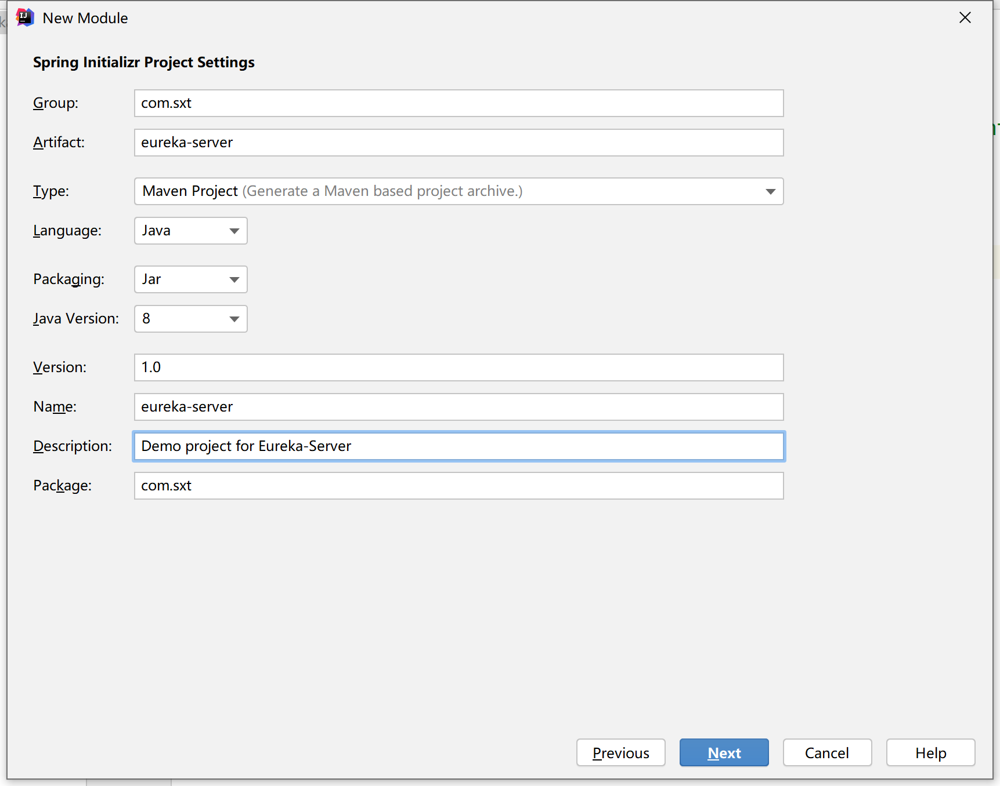 New Module
Spring Initializr Project Settings
Group: com.sxt
Artifact: eureka-server
Type: Maven Project (Generate a Maven based project archive.)
Language: Java
Packaging: Jar
Java Version: 8
Version: 1.0
Name: eureka-server
Description: Demo project for Eureka-Server
Package: com.sxt
Previous Next Cancel Help